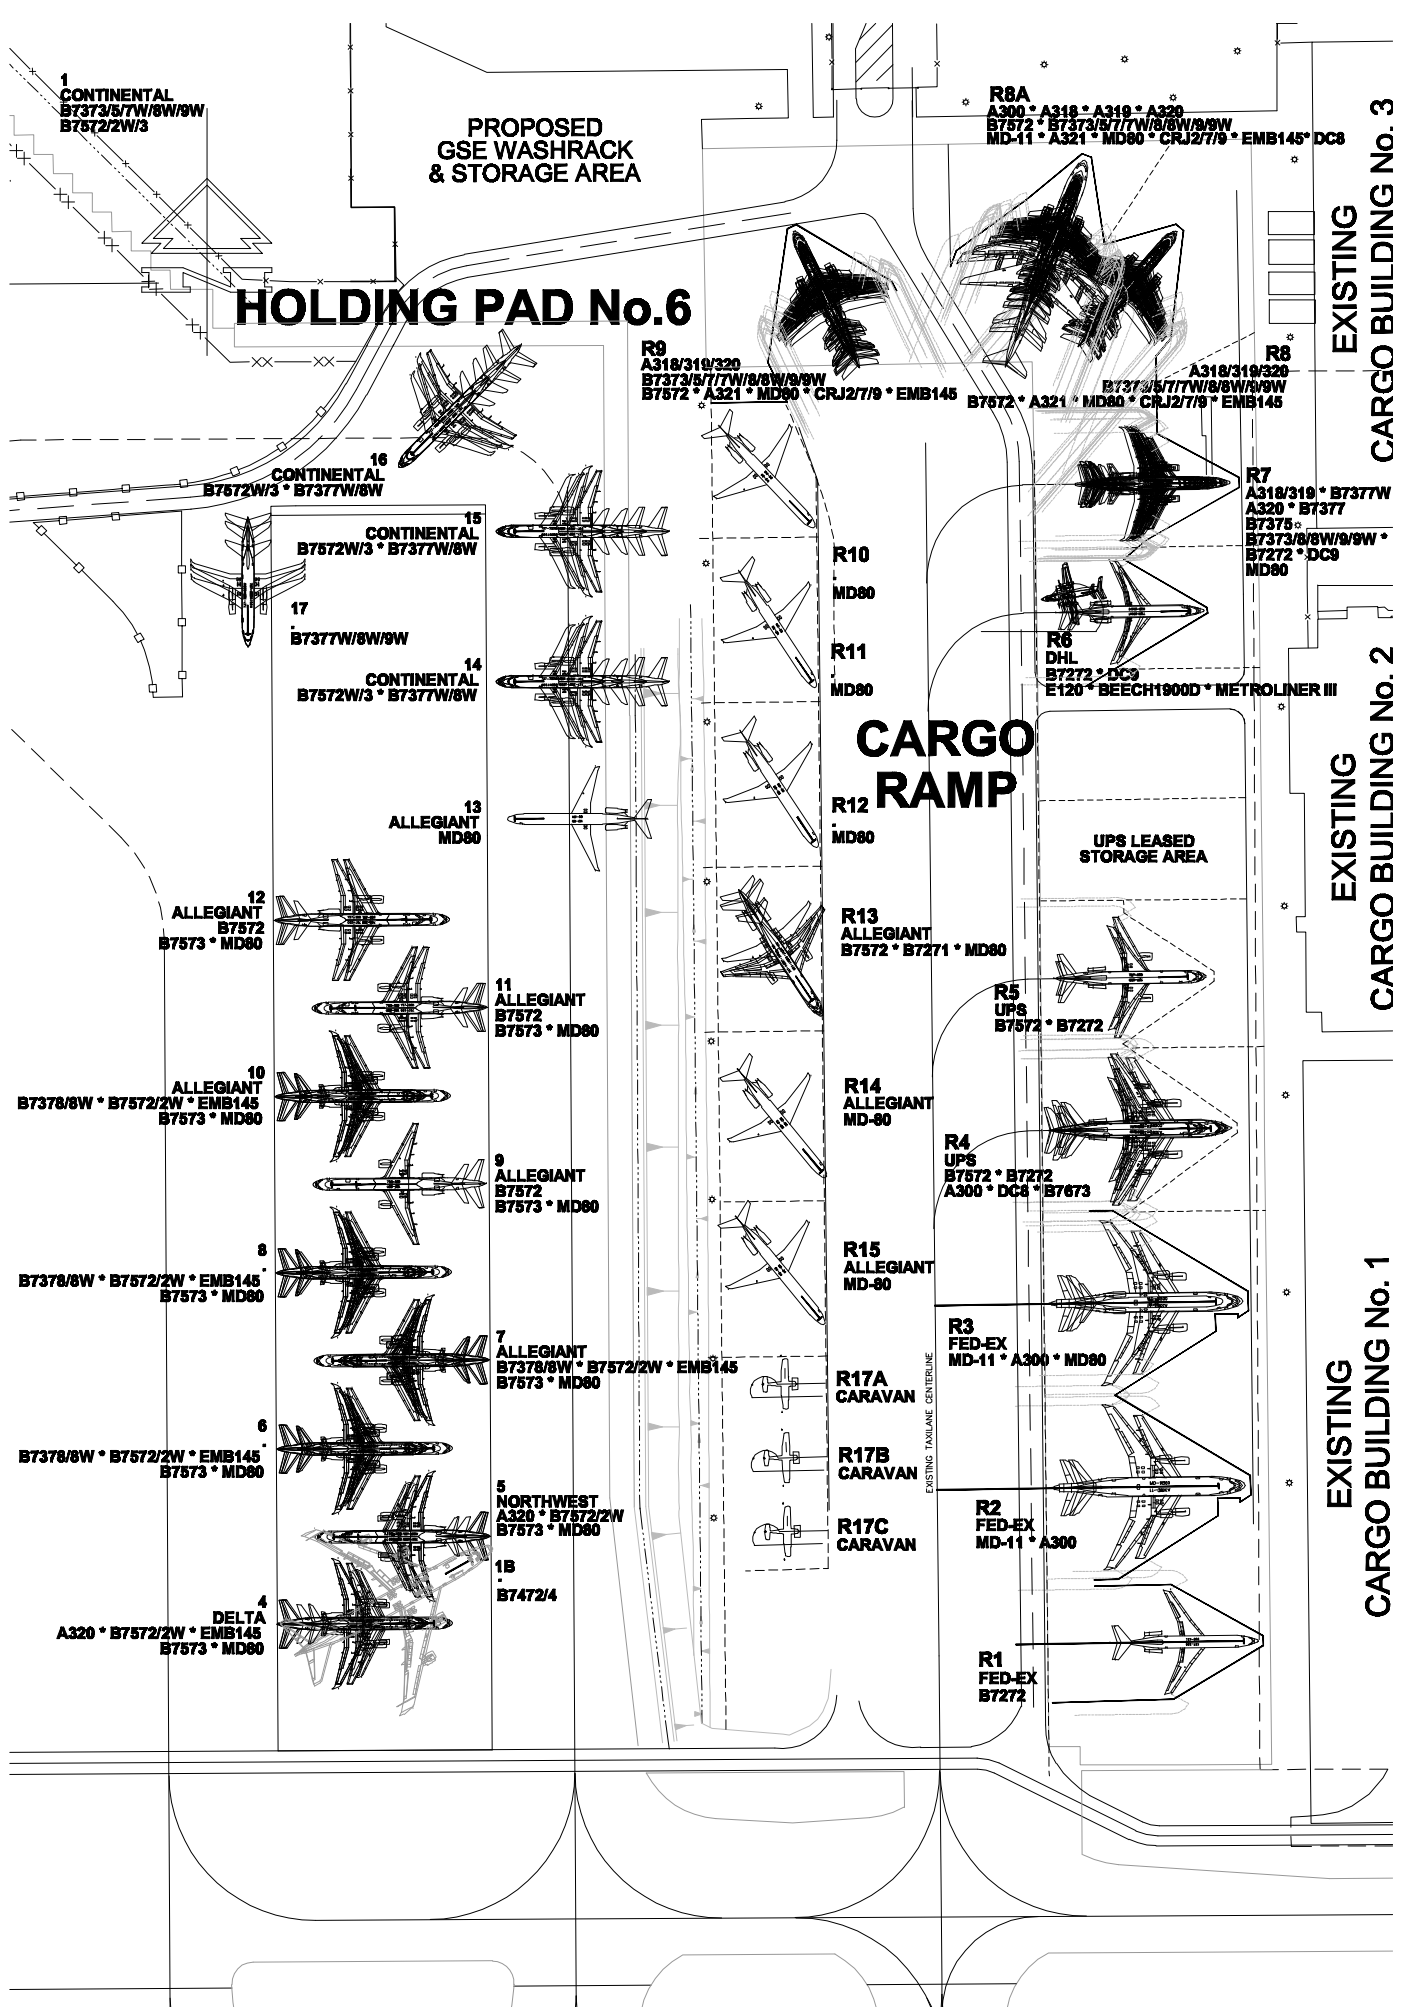 1
CONTINENTAL
B7373/5/7W/8W/9W
B7572/2W/3
PROPOSED
GSE WASHRACK
& STORAGE AREA
R8A
A300 * A318 * A319 * A320
B7572 * B7373/5/7/7W/8/8W/9/9W
MD-11 * A321 * MD80 * CRJ2/7/9 * EMB145* DC8
EXISTING
CARGO BUILDING No. 3
HOLDING PAD No.6
R9
A318/319/320
B7373/5/7/7W/8/8W/9/9W
B7572 * A321 * MD80 * CRJ2/7/9 * EMB145
R8
A318/319/320
B7373/5/7/7W/8/8W/9/9W
B7572 * A321 * MD80 * CRJ2/7/9 * EMB145
16
CONTINENTAL
B7572W/3 * B7377W/8W
15
CONTINENTAL
B7572W/3 * B7377W/8W
R7
A318/319 * B7377W
A320 * B7377
B7375
B7373/8/8W/9/9W *
B7272 * DC9
MD80
R10
MD80
17
B7377W/8W/9W
R11
MD80
R6
DHL
B7272 * DC9
E120 * BEECH1900D * METROLINER III
14
CONTINENTAL
B7572W/3 * B7377W/8W
EXISTING
CARGO BUILDING No. 2
CARGO
RAMP
13
ALLEGIANT
MD80
R12
MD80
UPS LEASED
STORAGE AREA
12
ALLEGIANT
B7572
B7573 * MD80
R13
ALLEGIANT
B7572 * B7271 * MD80
11
ALLEGIANT
B7572
B7573 * MD80
R5
UPS
B7572 * B7272
10
ALLEGIANT
B7378/8W * B7572/2W * EMB145
B7573 * MD80
R14
ALLEGIANT
MD-80
R4
UPS
B7572 * B7272
A300 * DC8 * B7673
9
ALLEGIANT
B7572
B7573 * MD80
8
B7378/8W * B7572/2W * EMB145
B7573 * MD80
R15
ALLEGIANT
MD-80
R3
FED-EX
MD-11 * A300 * MD80
EXISTING
CARGO BUILDING No. 1
7
ALLEGIANT
B7378/8W * B7572/2W * EMB145
B7573 * MD80
R17A
CARAVAN
EXISTING TAXILANE CENTERLINE
6
B7378/8W * B7572/2W * EMB145
B7573 * MD80
R17B
CARAVAN
5
NORTHWEST
A320 * B7572/2W
B7573 * MD80
R2
FED-EX
MD-11 * A300
R17C
CARAVAN
1B
B7472/4
4
DELTA
A320 * B7572/2W * EMB145
B7573 * MD80
R1
FED-EX
B7272